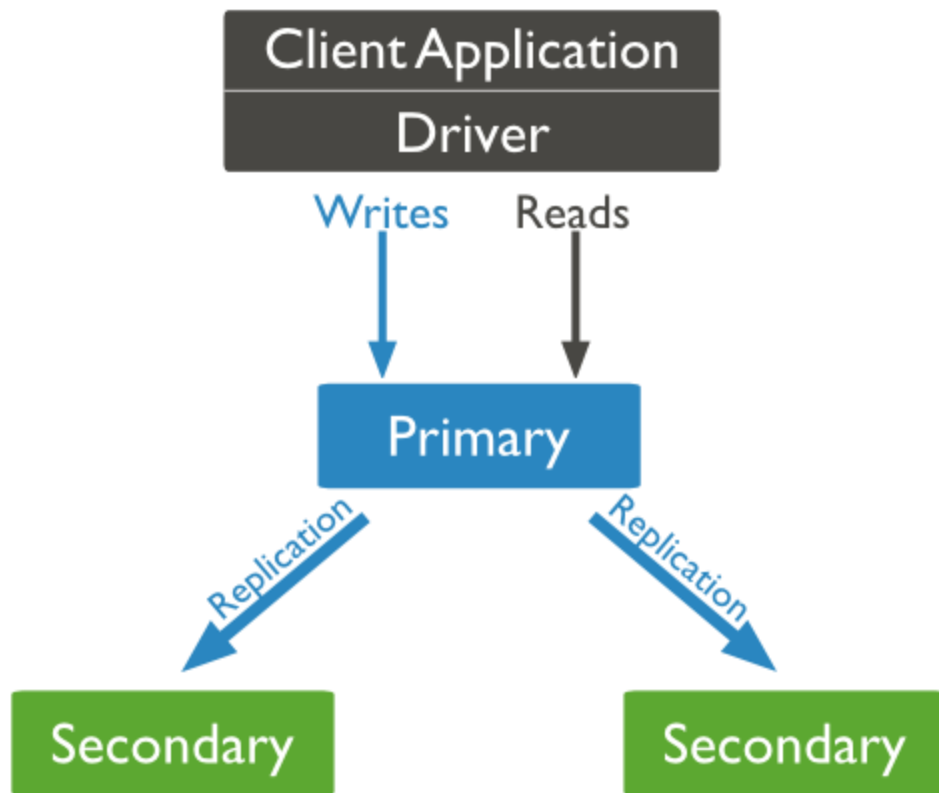 Client Application
Driver
Writes Reads
Primary
Replication Replication
Secondary Secondary